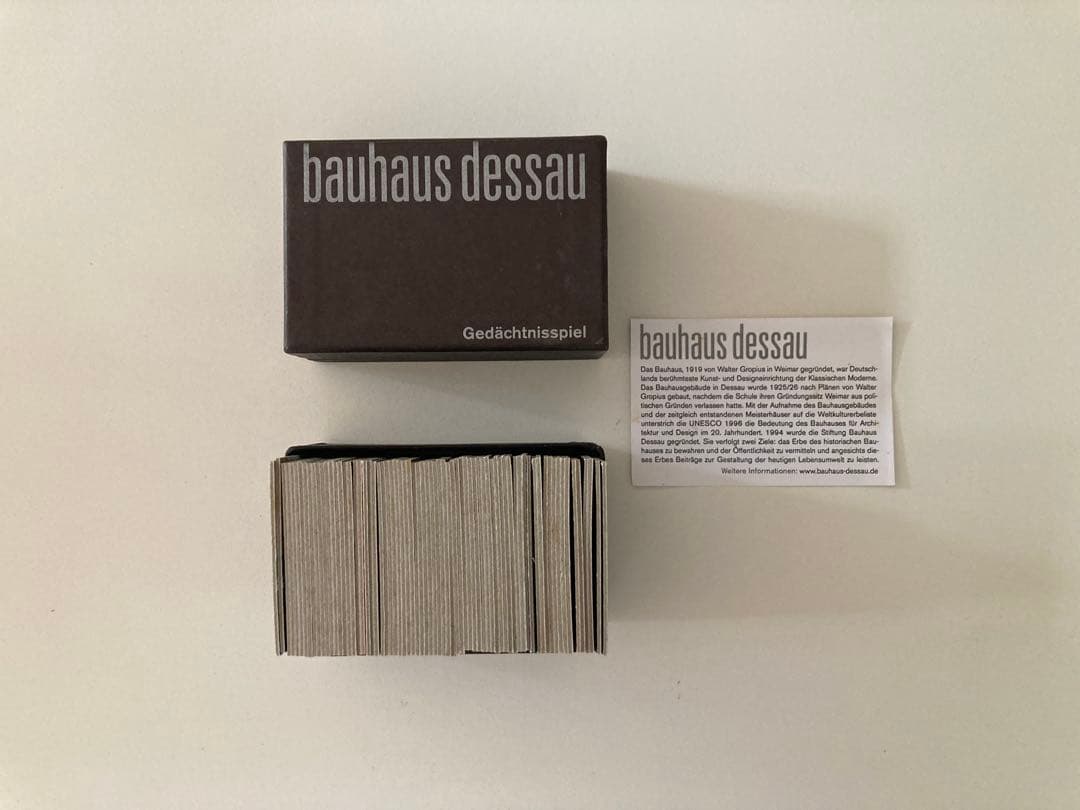 bauhaus dessau
Gedächtnisspiel
bauhaus dessau
Das Bauhaus, 1919 von Walter Gropius in Weimar gegründet, war Deutsch-
lands berühmteste Kunst- und Designeinrichtung der Klassischen Moderne.
Das Bauhausgebäude in Dessau wurde 1925/26 nach Plänen von Walter
Gropius gebaut, nachdem die Schule ihren Gründungssitz Weimar aus poli-
tischen Gründen verlassen hatte. Mit der Aufnahme des Bauhausgebäudes
und der zeitgleich entstandenen Meisterhäuser auf die Weltkulturerbeliste
unterstrich die UNESCO 1996 die Bedeutung des Bauhauses für Archi-
tektur und Design im 20. Jahrhundert. 1994 wurde die Stiftung Bauhaus
Dessau gegründet. Sie verfolgt zwei Ziele: das Erbe des historischen Bau-
hauses zu bewahren und der Öffentlichkeit zu vermitteln und angesichts die-
ses Erbes Beiträge zur Gestaltung der heutigen Lebensumwelt zu leisten.
Weitere Informationen: www.bauhaus-dessau.de